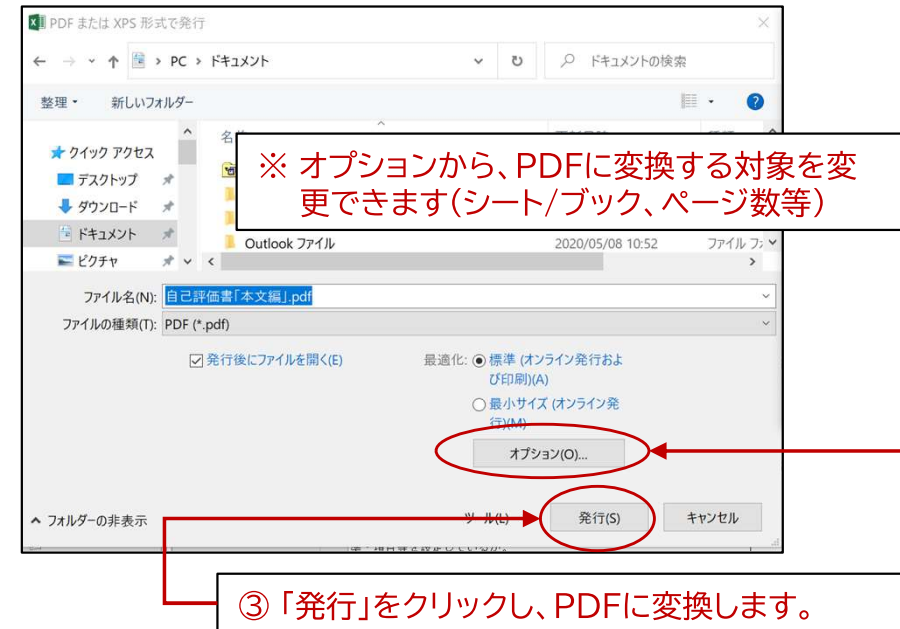 PDF または XPS 形式で発行
PC › ドキュメント
ドキュメントの検索
整理
新しいフォルダー
クイック アクセス
デスクトップ
ダウンロード
ドキュメント
ピクチャ
※ オプションから、PDFに変換する対象を変
更できます(シート/ブック、ページ数等)
Outlook ファイル 2020/05/08 10:52 ファイル フ
ファイル名(N): 自己評価書「本文編」.pdf
ファイルの種類(T): PDF (*.pdf)
発行後にファイルを開く(E)
最適化: 標準 (オンライン発行およ
び印刷)(A)
最小サイズ (オンライン発
行)(M)
オプション(O)...
フォルダーの非表示
ツール(L)
発行(S)
キャンセル
③「発行」をクリックし、PDFに変換します。